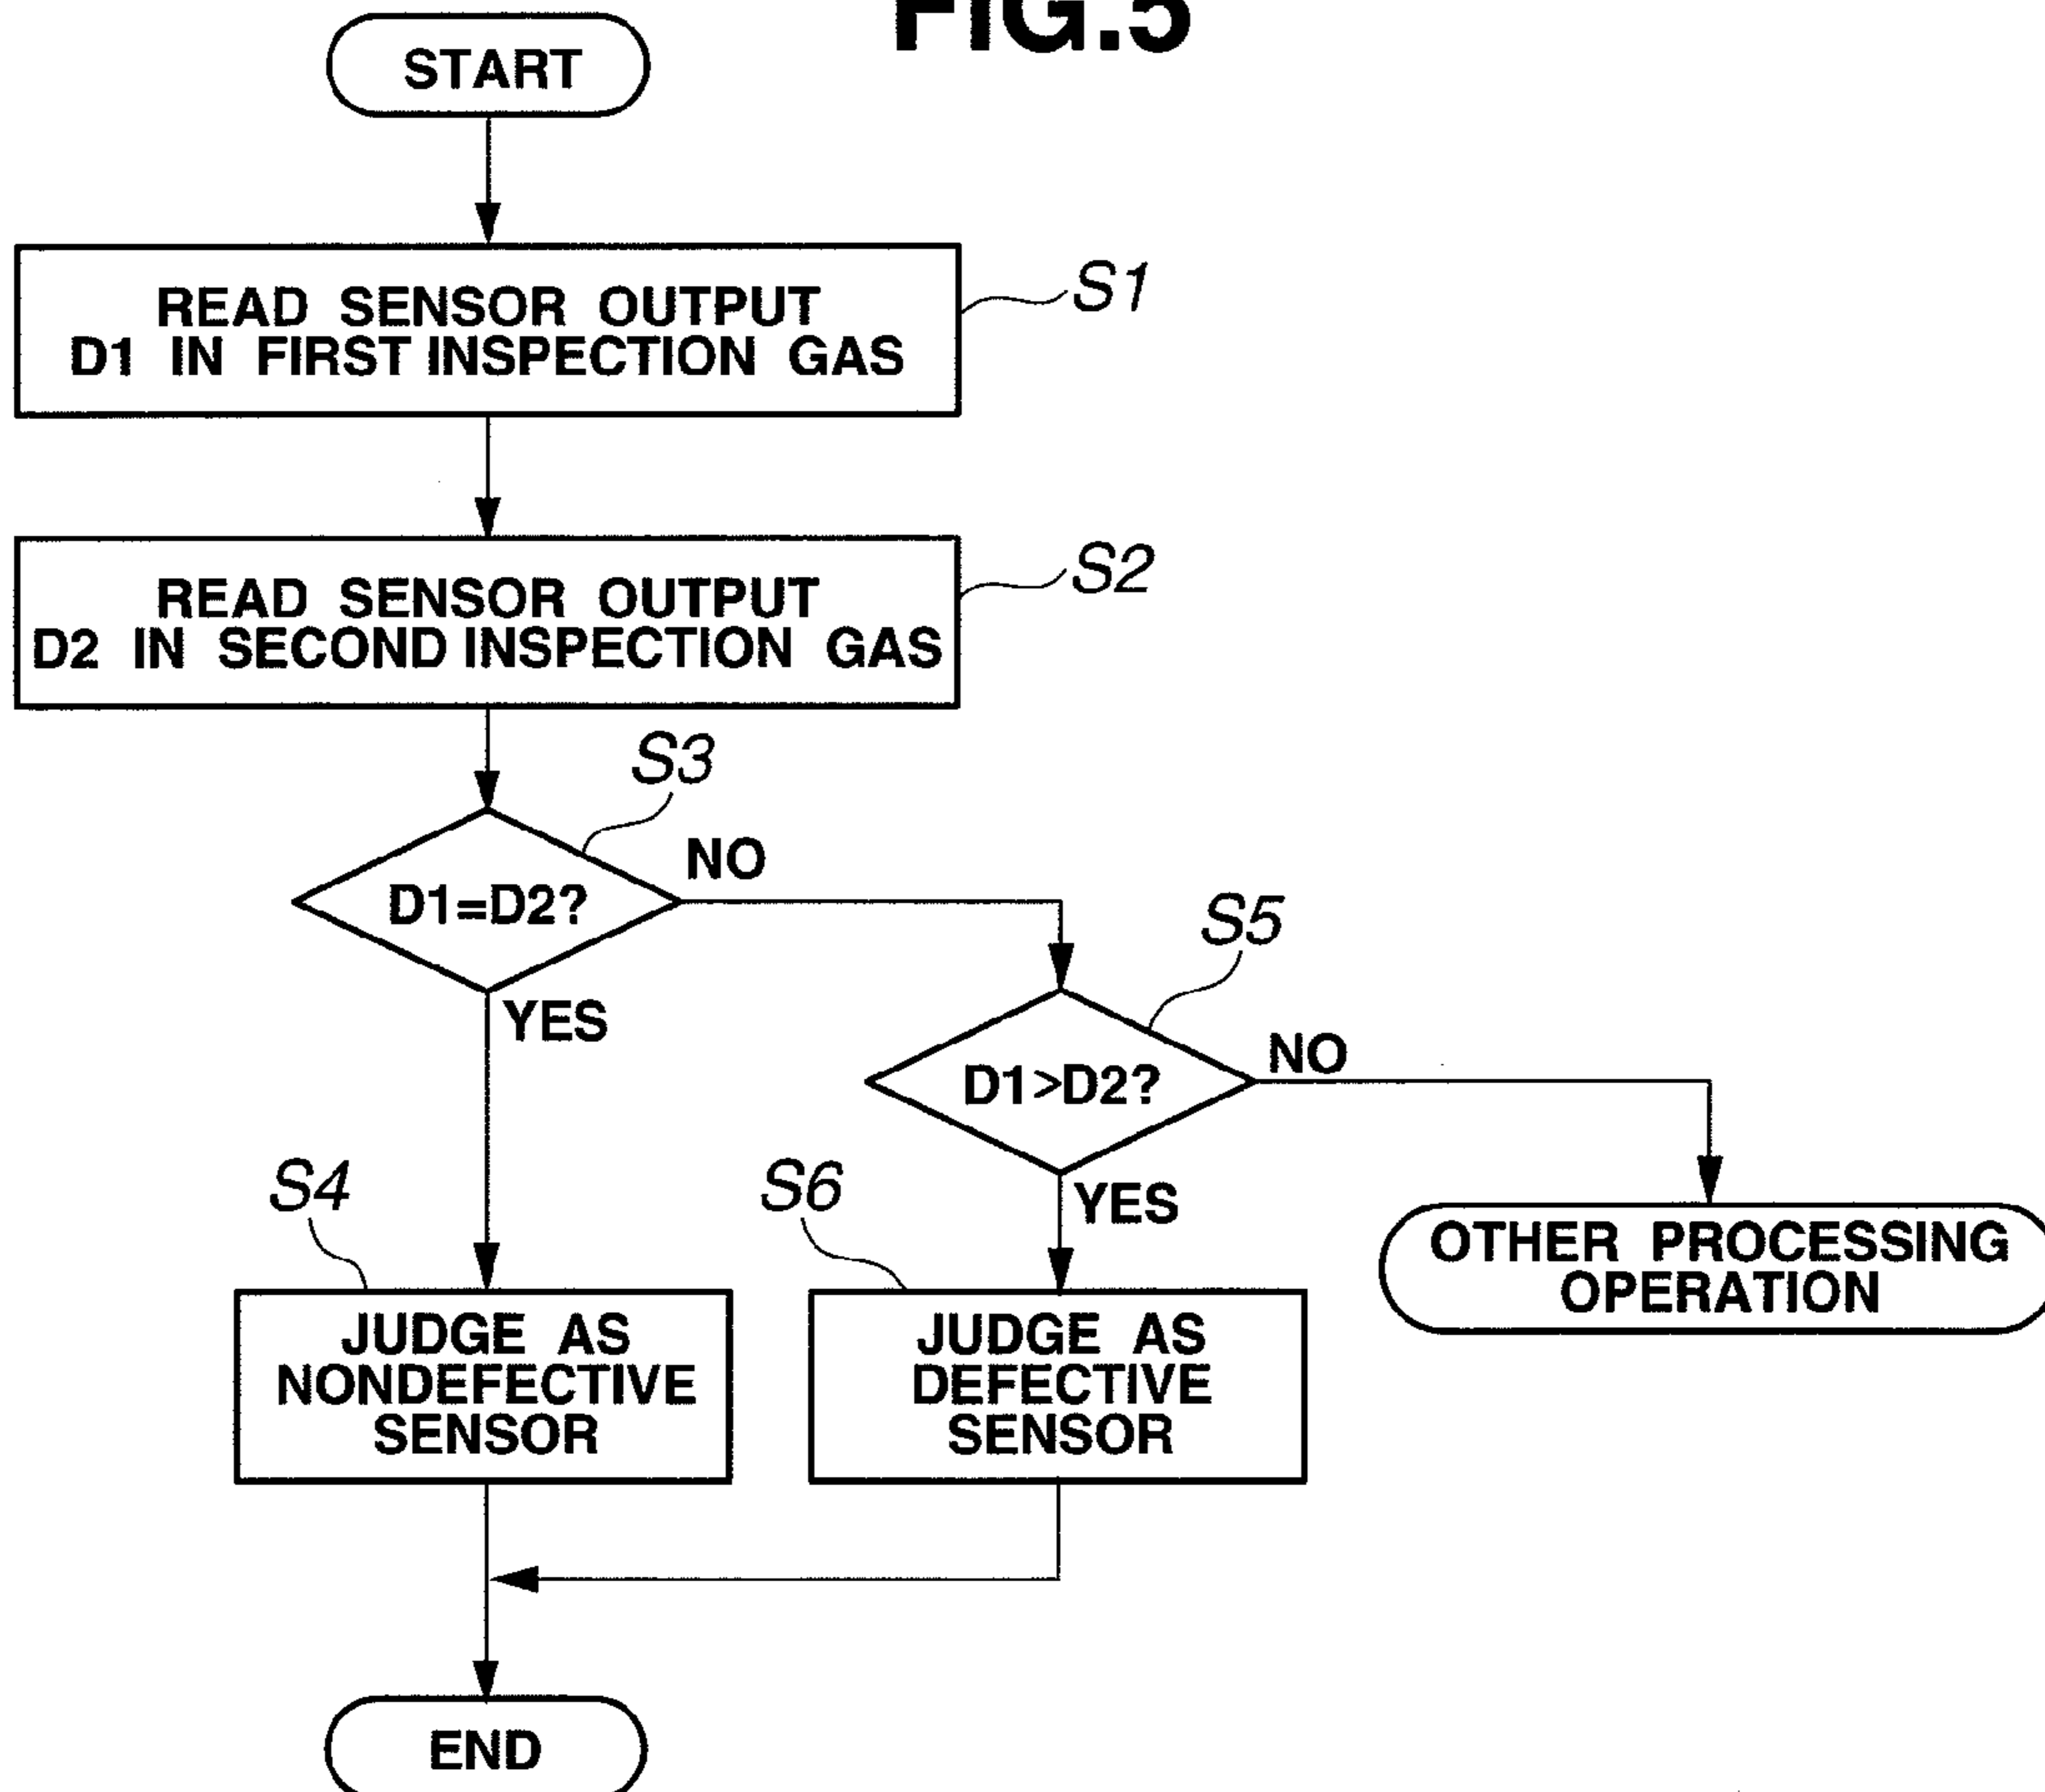 FIG.5
START
READ SENSOR OUTPUT
D1 IN FIRST INSPECTION GAS
S1
READ SENSOR OUTPUT
D2 IN SECOND INSPECTION GAS
S2
S3
D1=D2?
NO
YES
S5
D1>D2?
NO
YES
S4
JUDGE AS
NONDEFECTIVE
SENSOR
S6
JUDGE AS
DEFECTIVE
SENSOR
OTHER PROCESSING
OPERATION
END